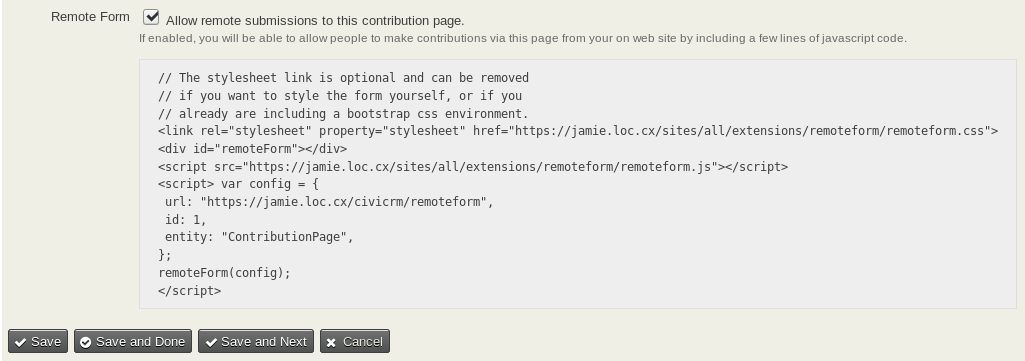 Remote Form Allow remote submissions to this contribution page.
If enabled, you will be able to allow people to make contributions via this page from your on web site by including a few lines of javascript code.
// The stylesheet link is optional and can be removed
// if you want to style the form yourself, or if you
// already are including a bootstrap css environment.
<link rel="stylesheet" property="stylesheet" href="https://jamie.loc.cx/sites/all/extensions/remoteform/remoteform.css">
<div id="remoteForm"></div>
<script src="https://jamie.loc.cx/sites/all/extensions/remoteform/remoteform.js"></script>
<script> var config = {
 url: "https://jamie.loc.cx/civicrm/remoteform",
 id: 1,
 entity: "ContributionPage",
};
remoteForm(config);
</script>
Save Save and Done Save and Next Cancel